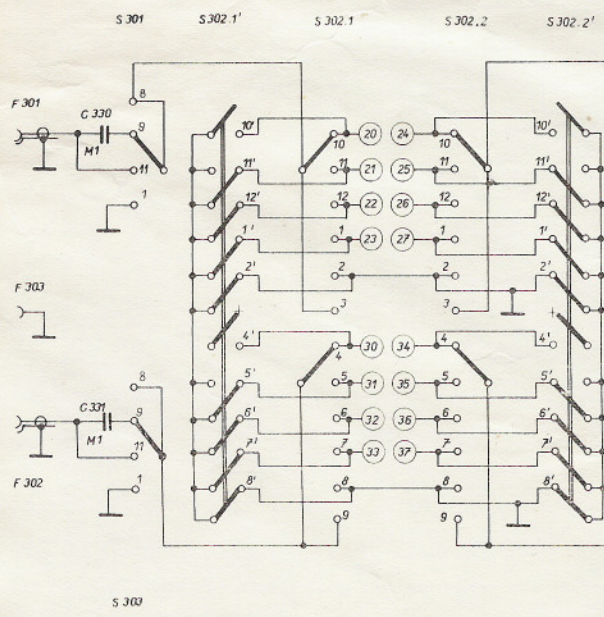 S 301 S 302.1' S 302.1 S 302.2 S 302.2'
8
F 301 C 330 9 10' 10 20 24 10 10'
M1 11 11' 11 21 25 11 11'
1 12' 12 22 26 12 12'
1' 1 23 27 1 1'
2' 2 2 2'
F 303 3 3
4' 4 30 34 4 4'
8 5' 5 31 35 5 5'
C 331 9 6' 6 32 36 6 6'
M1 11 7' 7 33 37 7 7'
F 302 1 8' 8 8 8'
9 9
S 303